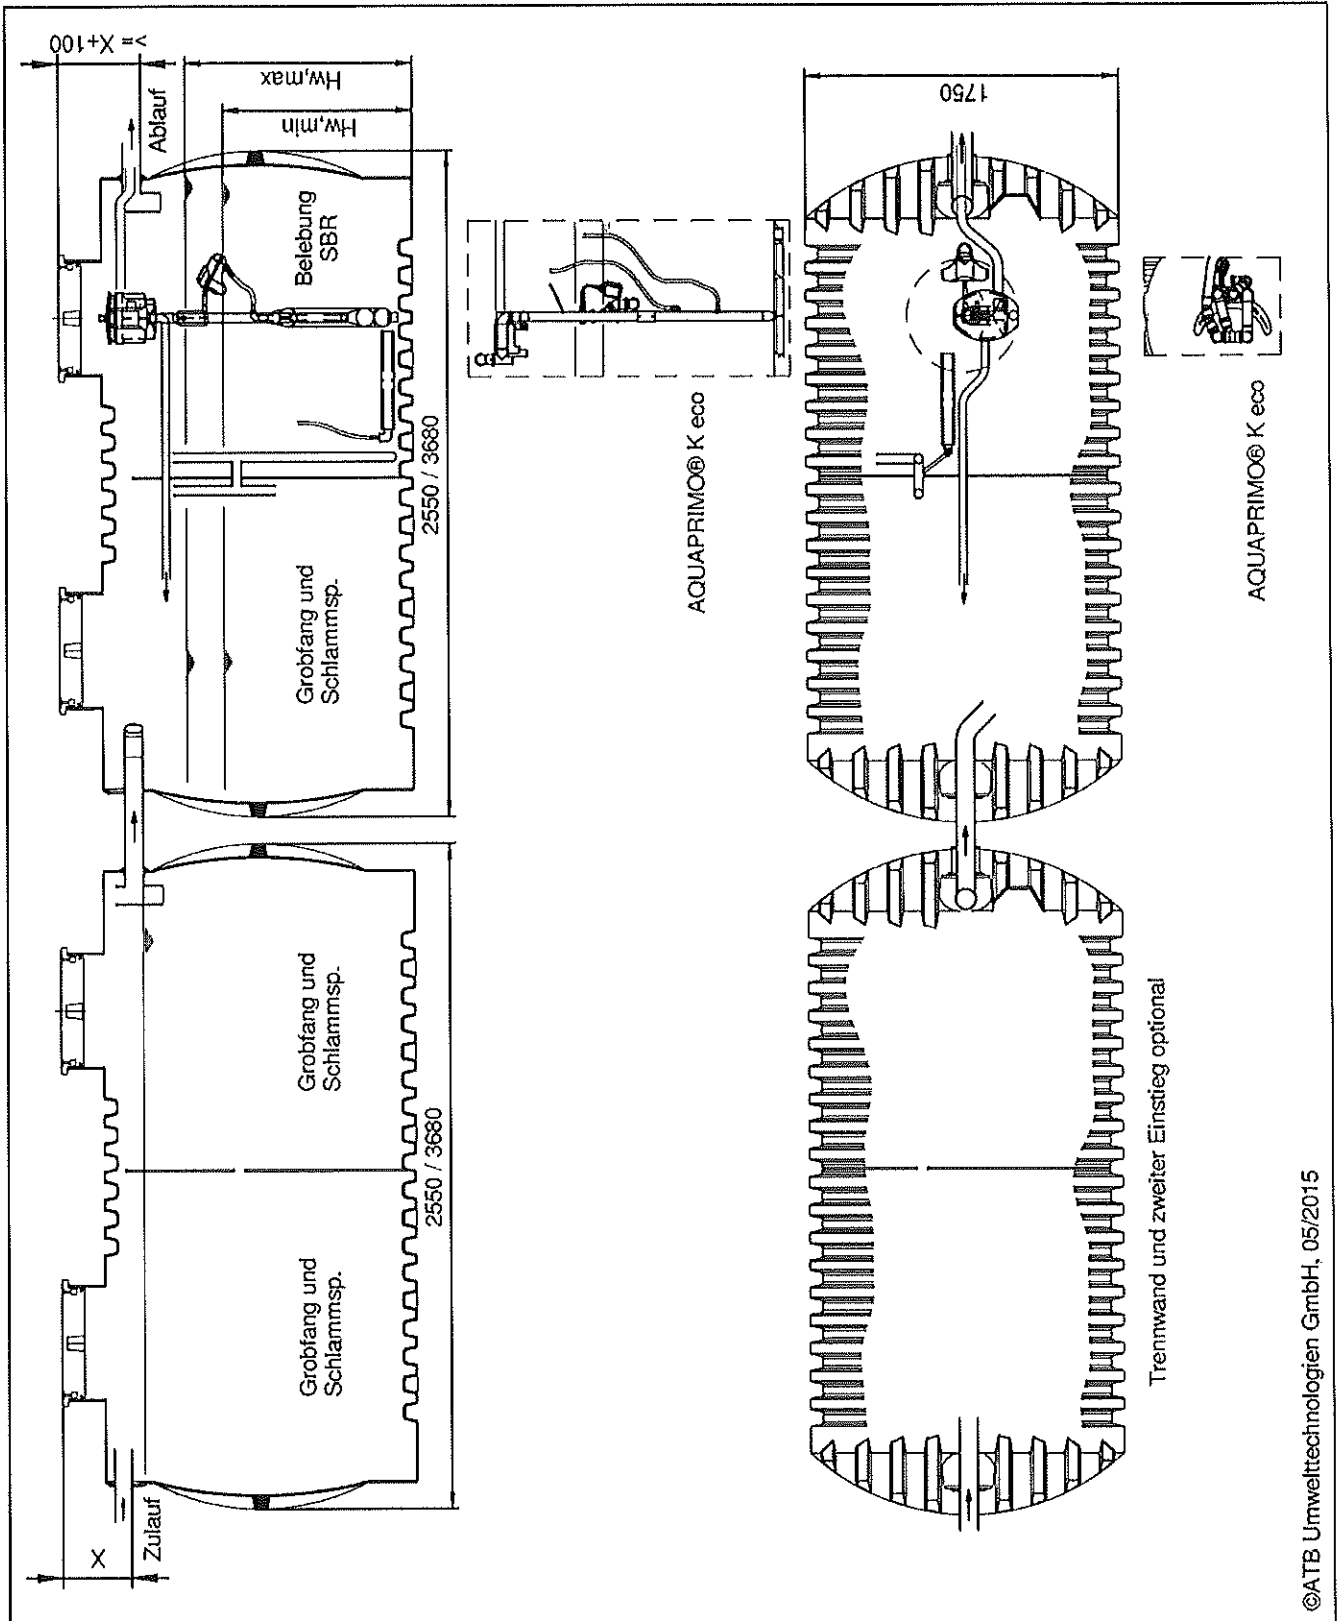 X
Zulauf
Grobfang und
Schlammsp.
2550 / 3680
Grobfang und
Schlammsp.
Grobfang und
Schlammsp.
2550 / 3680
Belebung
SBR
Hw,min
Hw,max
Ablauf
>= X+100
AQUAPRIMO® K eco
1750
AQUAPRIMO® K eco
Trennwand und zweiter Einstieg optional
©ATB Umwelttechnologien GmbH, 05/2015